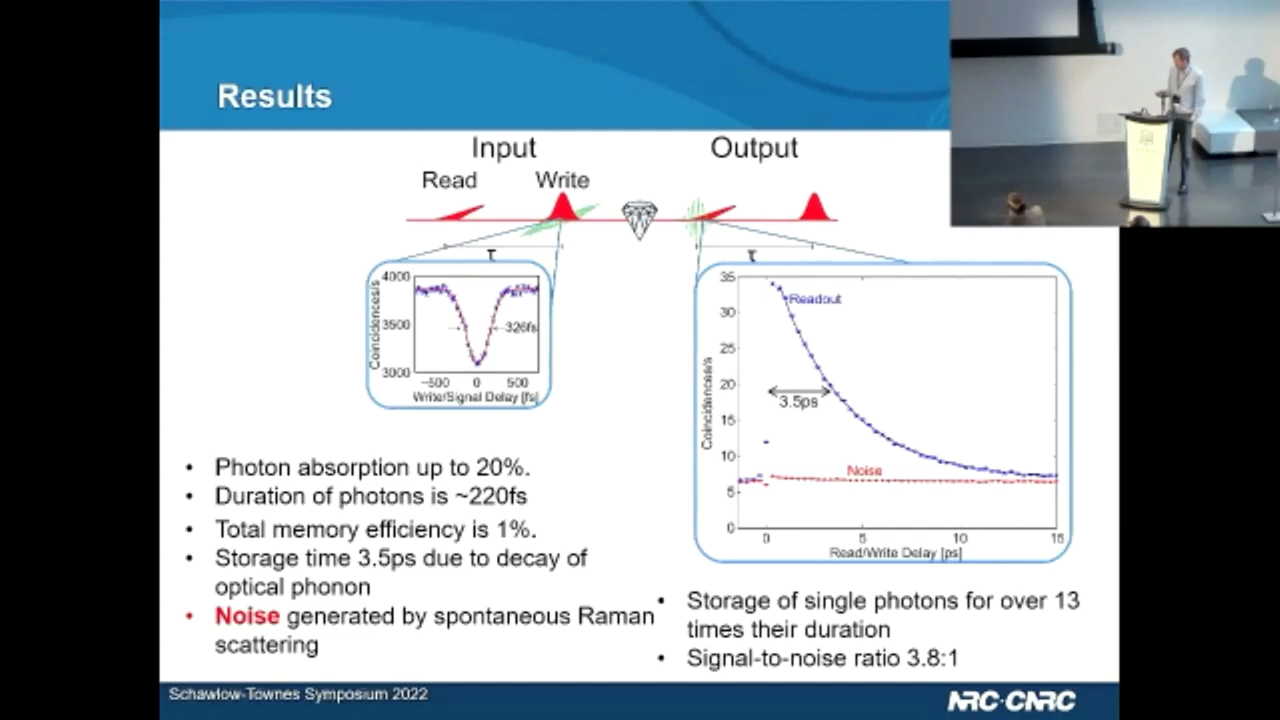 Results
Input
Output
Read
Write
τ
τ
4000
3500
3000
Coincidences/s
326fs
−500
0
500
Write/Signal Delay [fs]
35
30
25
20
15
10
5
0
Coincidences/s
Readout
3.5ps
Noise
0
5
10
15
Read/Write Delay [ps]
• Photon absorption up to 20%.
• Duration of photons is ~220fs
• Total memory efficiency is 1%.
• Storage time 3.5ps due to decay of
optical phonon
• Noise generated by spontaneous Raman
scattering
• Storage of single photons for over 13
times their duration
• Signal-to-noise ratio 3.8:1
Schawlow-Townes Symposium 2022
NRC·CNRC